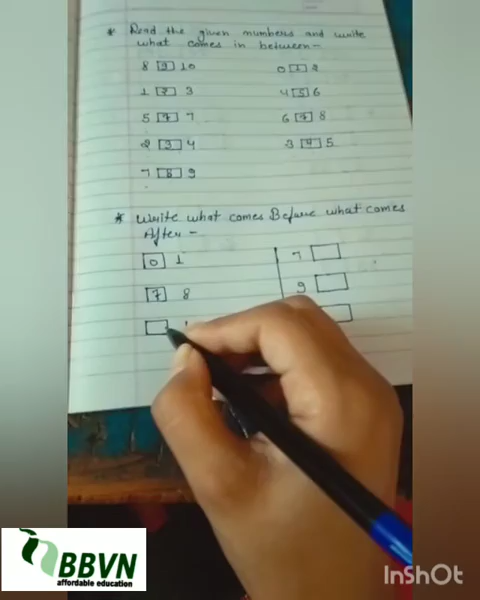 * Read the given numbers and write
what comes in between-
8 9 10 0 1 2
1 2 3 4 5 6
5 7 7 6 7 8
2 3 4 3 4 5
7 8 9
* Write what comes Before what comes
After-
0 1 7
7 8 9
BBVN
affordable education
InShOt